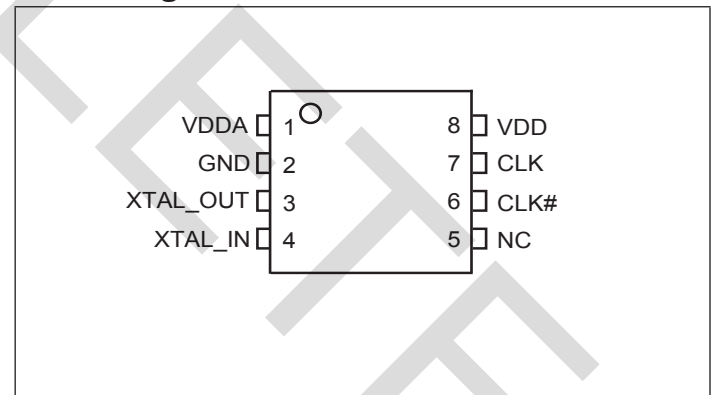 VDDA 1 8 VDD
GND 2 7 CLK
XTAL_OUT 3 6 CLK#
XTAL_IN 4 5 NC